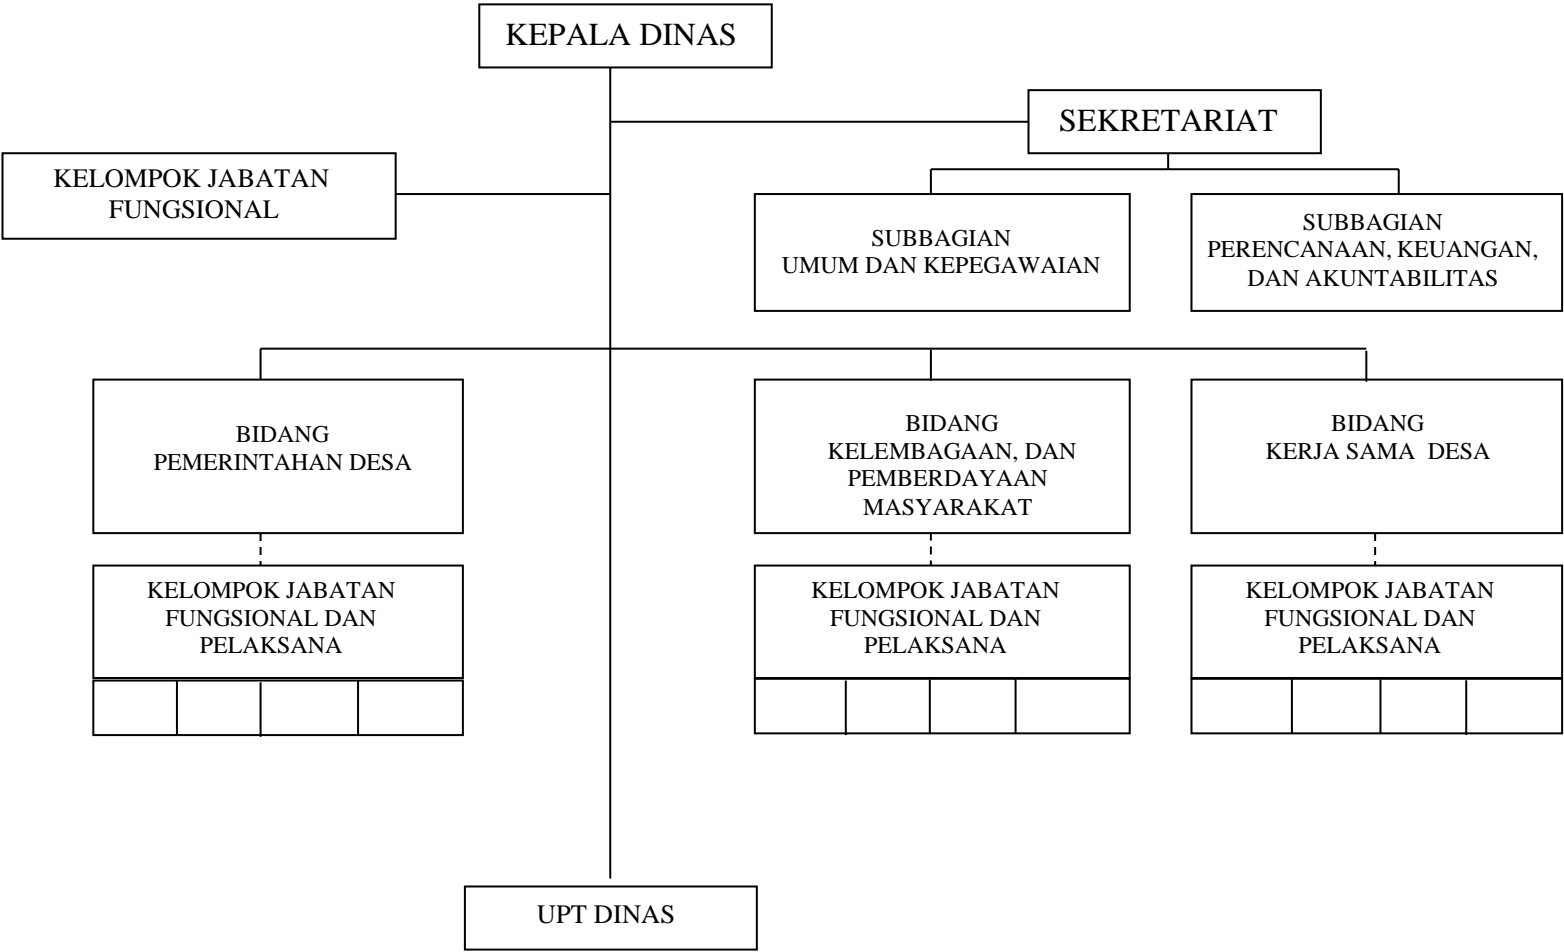 KEPALA DINAS
SEKRETARIAT
KELOMPOK JABATAN
FUNGSIONAL
SUBBAGIAN
UMUM DAN KEPEGAWAIAN
SUBBAGIAN
PERENCANAAN, KEUANGAN,
DAN AKUNTABILITAS
BIDANG
PEMERINTAHAN DESA
BIDANG
KELEMBAGAAN, DAN
PEMBERDAYAAN
MASYARAKAT
BIDANG
KERJA SAMA DESA
KELOMPOK JABATAN
FUNGSIONAL DAN
PELAKSANA
KELOMPOK JABATAN
FUNGSIONAL DAN
PELAKSANA
KELOMPOK JABATAN
FUNGSIONAL DAN
PELAKSANA
UPT DINAS